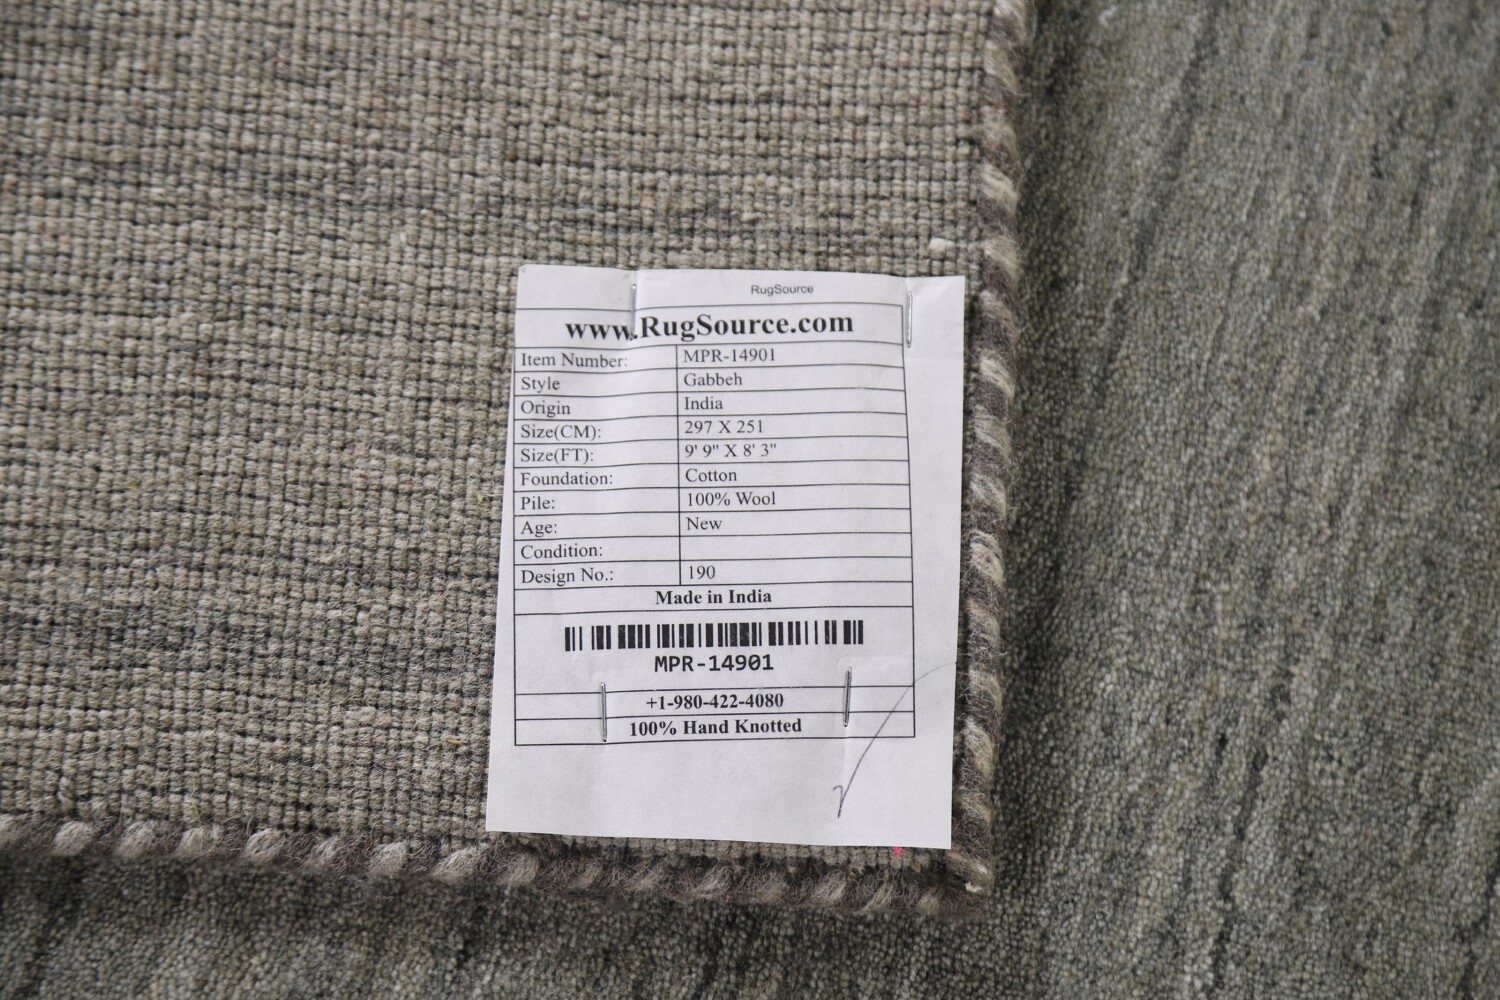 RugSource
www.RugSource.com
Item Number: MPR-14901
Style Gabbeh
Origin India
Size(CM): 297 X 251
Size(FT): 9' 9" X 8' 3"
Foundation: Cotton
Pile: 100% Wool
Age: New
Condition:
Design No.: 190
Made in India
MPR-14901
+1-980-422-4080
100% Hand Knotted